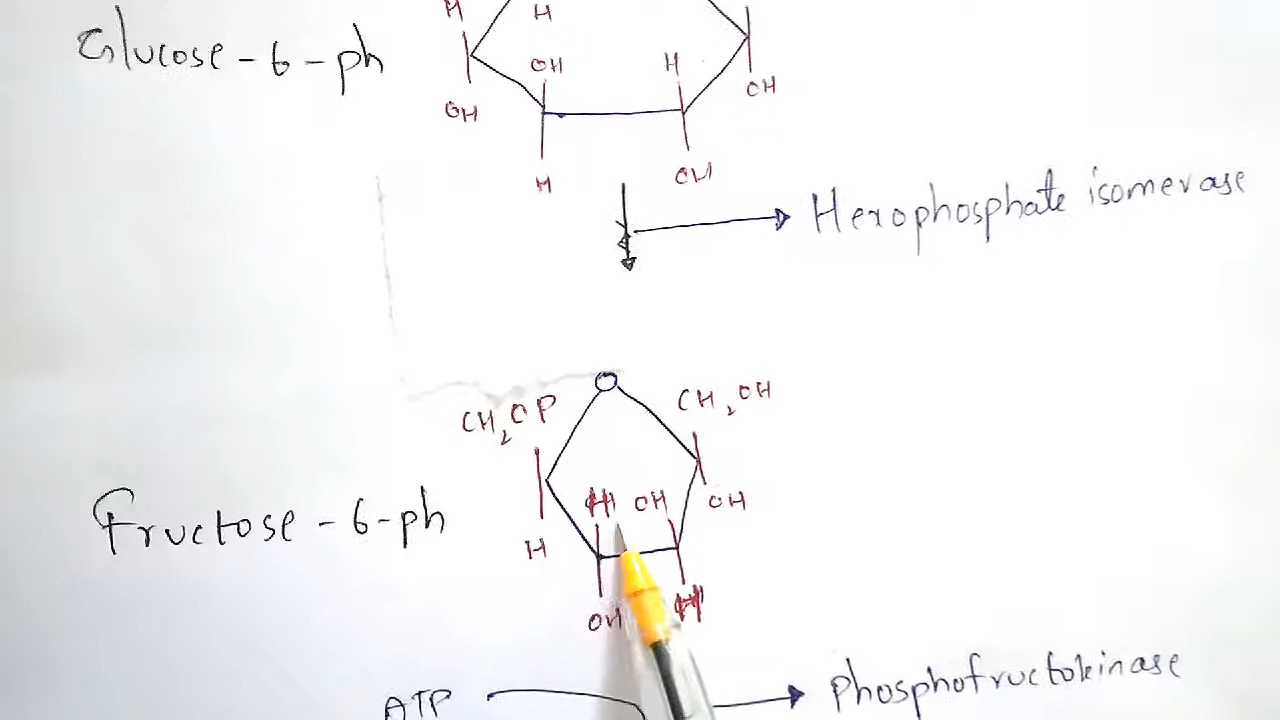 H H
Glucose-6-ph
OH H
OH
OH
H OH
Hexophosphate isomerase
O
CH2OP CH2OH
H OH OH
Fructose-6-ph
H
OH H
Phosphofructokinase
ATP